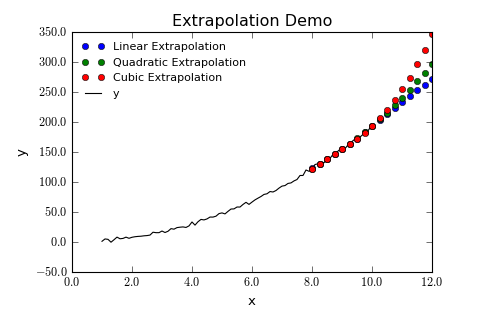 Extrapolation Demo
350.0
300.0
250.0
200.0
150.0
100.0
50.0
0.0
−50.0
y
Linear Extrapolation
Quadratic Extrapolation
Cubic Extrapolation
y
0.0 2.0 4.0 6.0 8.0 10.0 12.0
x